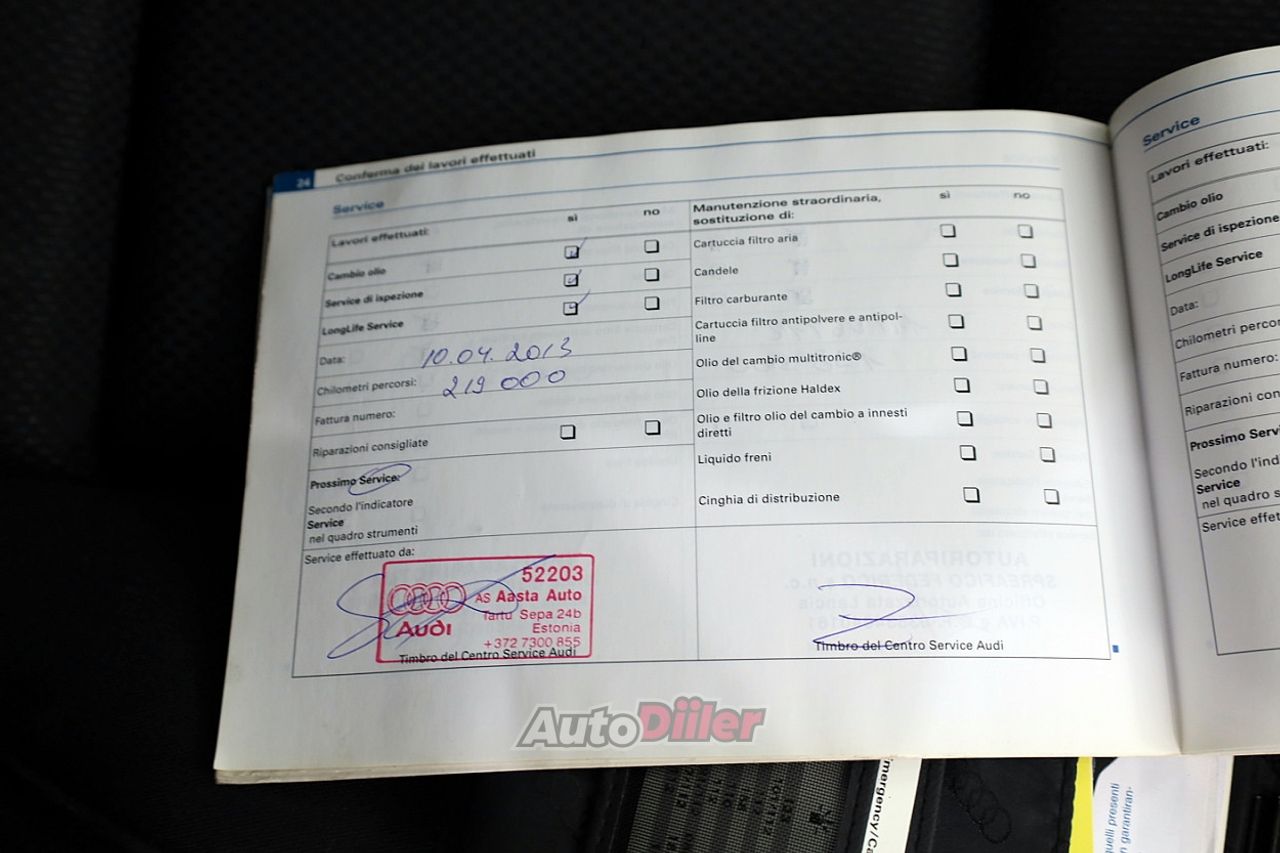 24 Conferma dei lavori effettuati
Service
Lavori effettuati:
sì no
Cambio olio
Service di ispezione
LongLife Service
Data: 10.04.2013
Chilometri percorsi: 219 000
Fattura numero:
Riparazioni consigliate
Prossimo Service:
Secondo l'indicatore
Service
nel quadro strumenti
Service effettuato da:
52203
AS Aasta Auto
Tartu Sepa 24b
Estonia
+372 7300 855
Audi
Timbro del Centro Service Audi
Manutenzione straordinaria,
sostituzione di:
sì no
Cartuccia filtro aria
Candele
Filtro carburante
Cartuccia filtro antipolvere e antipol-
line
Olio del cambio multitronic®
Olio della frizione Haldex
Olio e filtro olio del cambio a innesti
diretti
Liquido freni
Cinghia di distribuzione
Timbro del Centro Service Audi
Service
Lavori effettuati:
Cambio olio
Service di ispezione
LongLife Service
Data:
Chilometri
Fattura numero:
Riparazioni
Prossimo
Secondo l'indicatore
Service
nel quadro
Service
AutoDiiler
quelli presenti